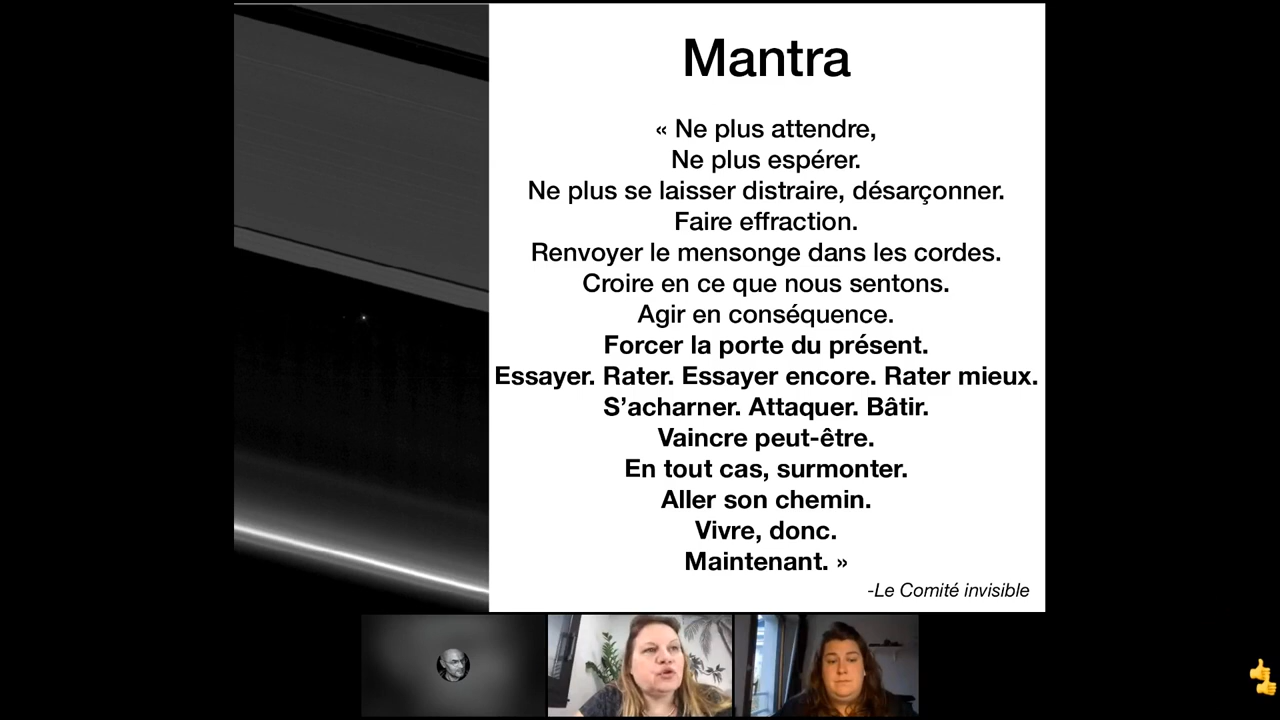 Mantra
« Ne plus attendre,
Ne plus espérer.
Ne plus se laisser distraire, désarçonner.
Faire effraction.
Renvoyer le mensonge dans les cordes.
Croire en ce que nous sentons.
Agir en conséquence.
Forcer la porte du présent.
Essayer. Rater. Essayer encore. Rater mieux.
S’acharner. Attaquer. Bâtir.
Vaincre peut-être.
En tout cas, surmonter.
Aller son chemin.
Vivre, donc.
Maintenant. »
-Le Comité invisible